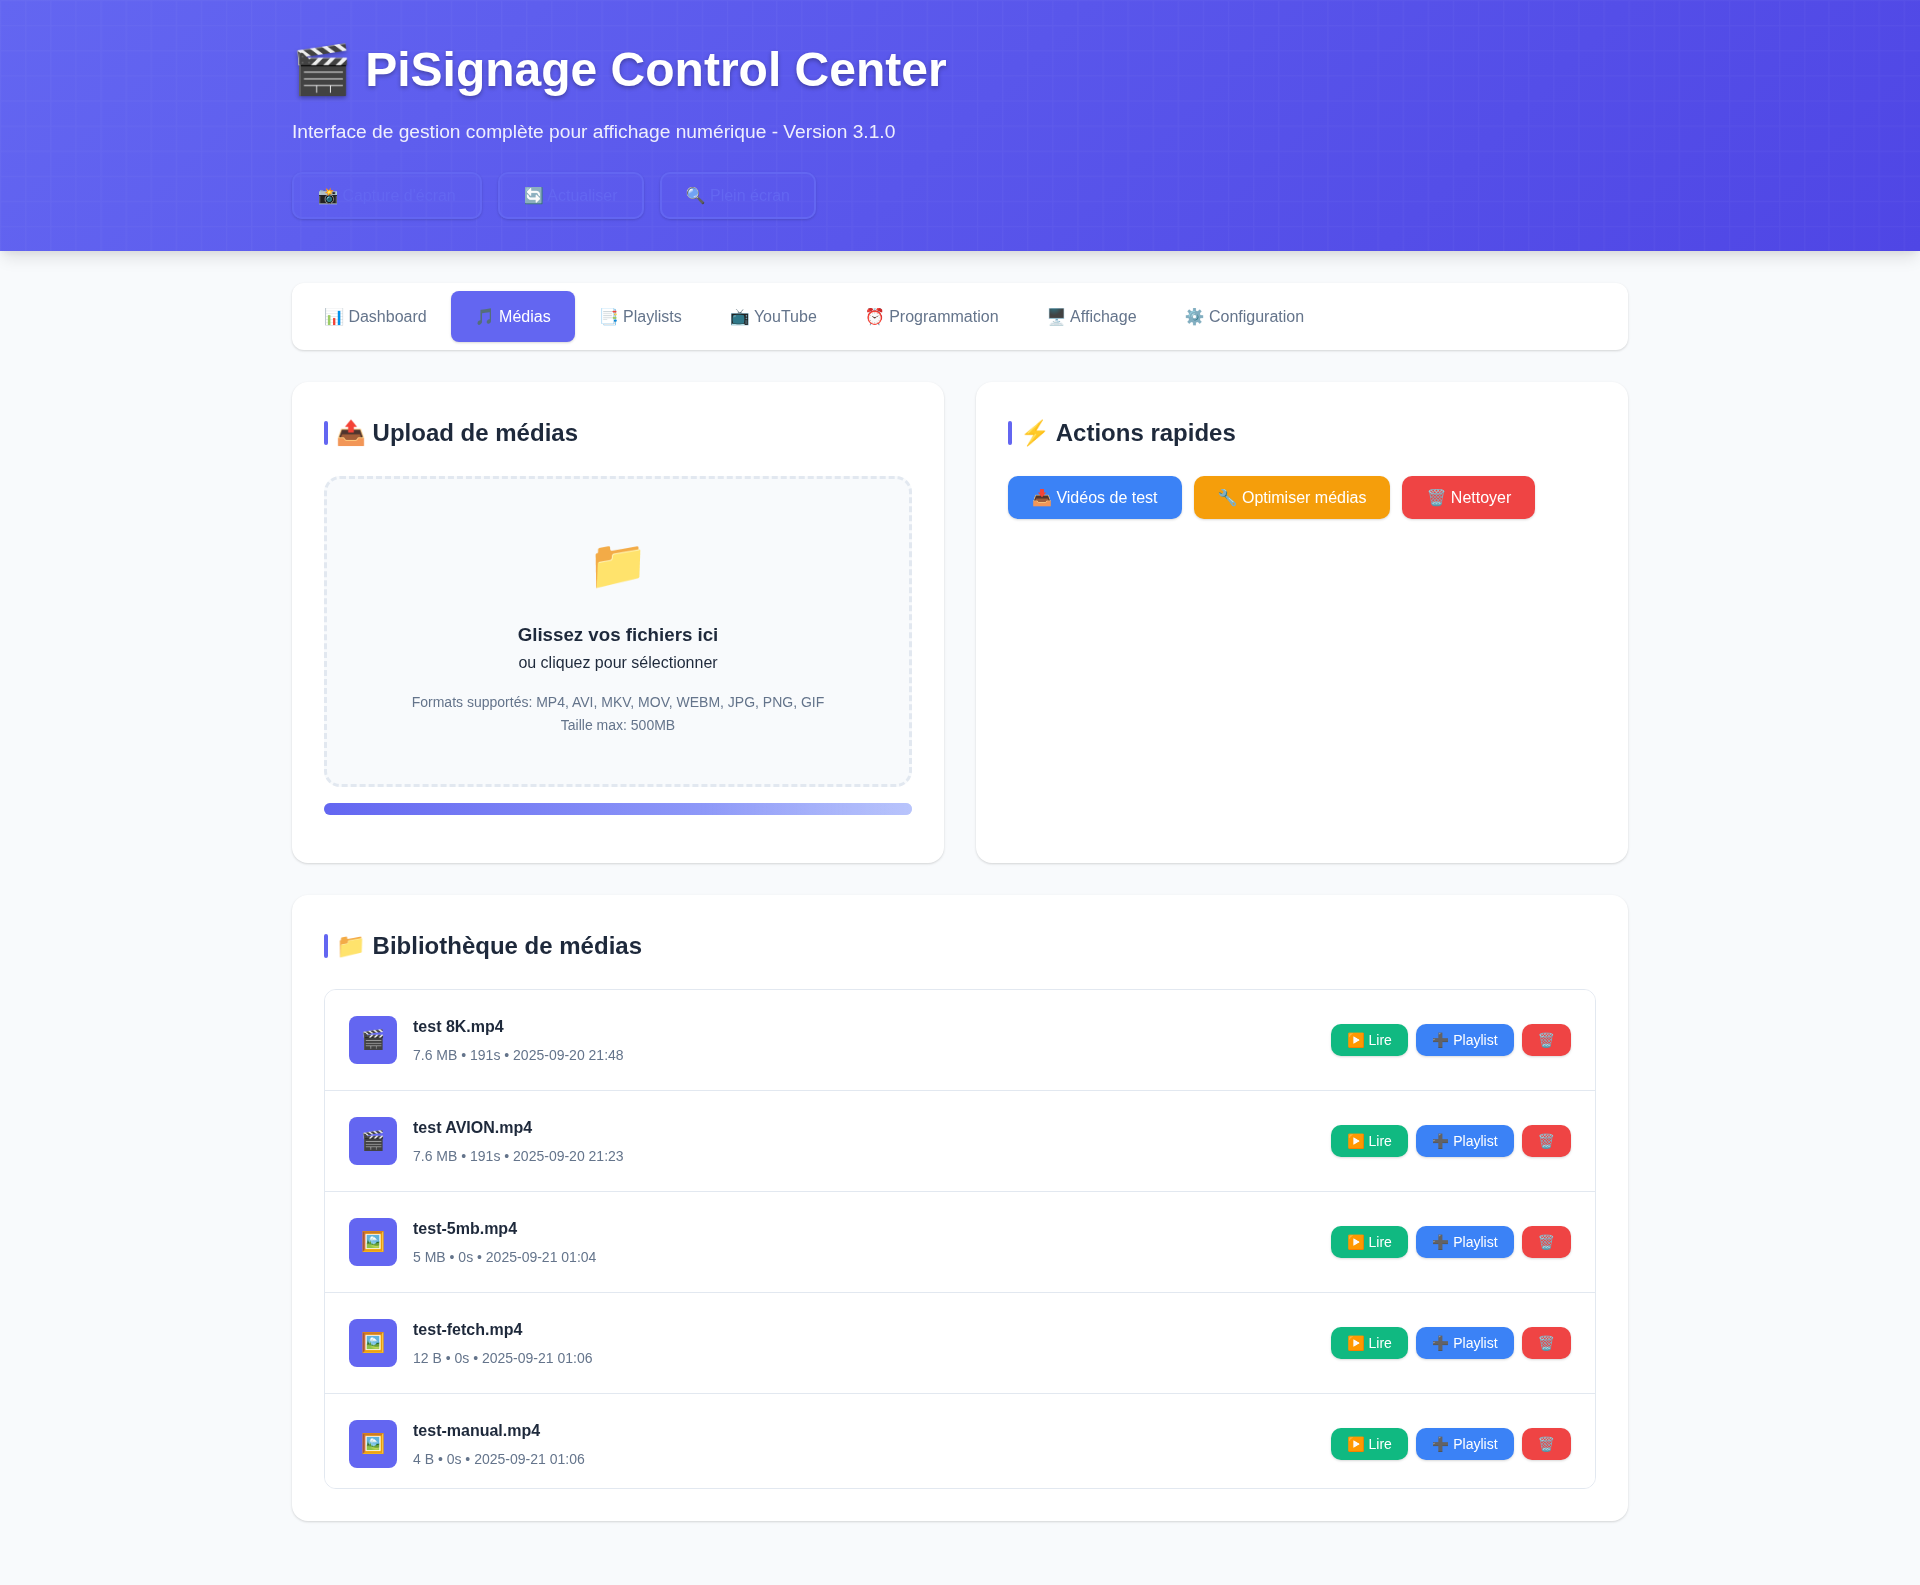 🎬 PiSignage Control Center
Interface de gestion complète pour affichage numérique - Version 3.1.0
📸 Capture d'écran 🔄 Actualiser 🔍 Plein écran
📊 Dashboard 🎵 Médias 📑 Playlists 📺 YouTube ⏰ Programmation 🖥️ Affichage ⚙️ Configuration
📤 Upload de médias
📁
Glissez vos fichiers ici
ou cliquez pour sélectionner
Formats supportés: MP4, AVI, MKV, MOV, WEBM, JPG, PNG, GIF
Taille max: 500MB
⚡ Actions rapides
📥 Vidéos de test 🔧 Optimiser médias 🗑️ Nettoyer
📁 Bibliothèque de médias
test 8K.mp4
7.6 MB • 191s • 2025-09-20 21:48
▶️ Lire ➕ Playlist 🗑️
test AVION.mp4
7.6 MB • 191s • 2025-09-20 21:23
▶️ Lire ➕ Playlist 🗑️
test-5mb.mp4
5 MB • 0s • 2025-09-21 01:04
▶️ Lire ➕ Playlist 🗑️
test-fetch.mp4
12 B • 0s • 2025-09-21 01:06
▶️ Lire ➕ Playlist 🗑️
test-manual.mp4
4 B • 0s • 2025-09-21 01:06
▶️ Lire ➕ Playlist 🗑️